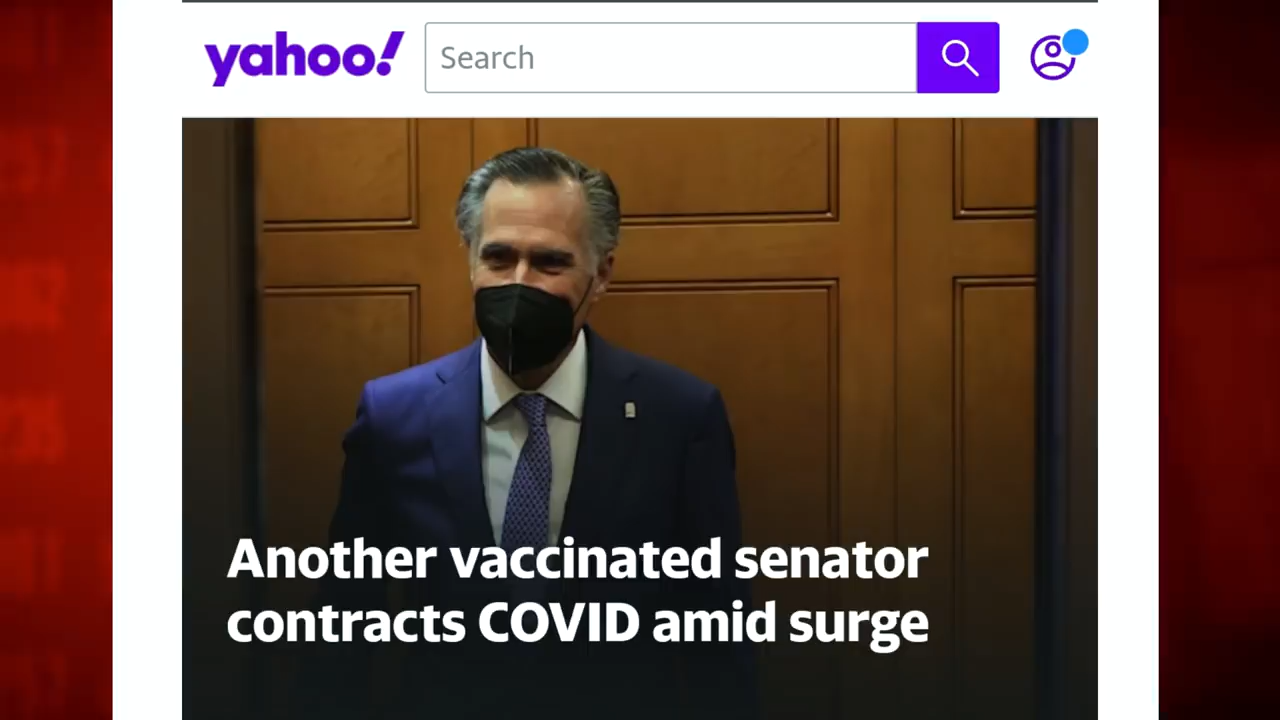 yahoo!
Search
Another vaccinated senator
contracts COVID amid surge